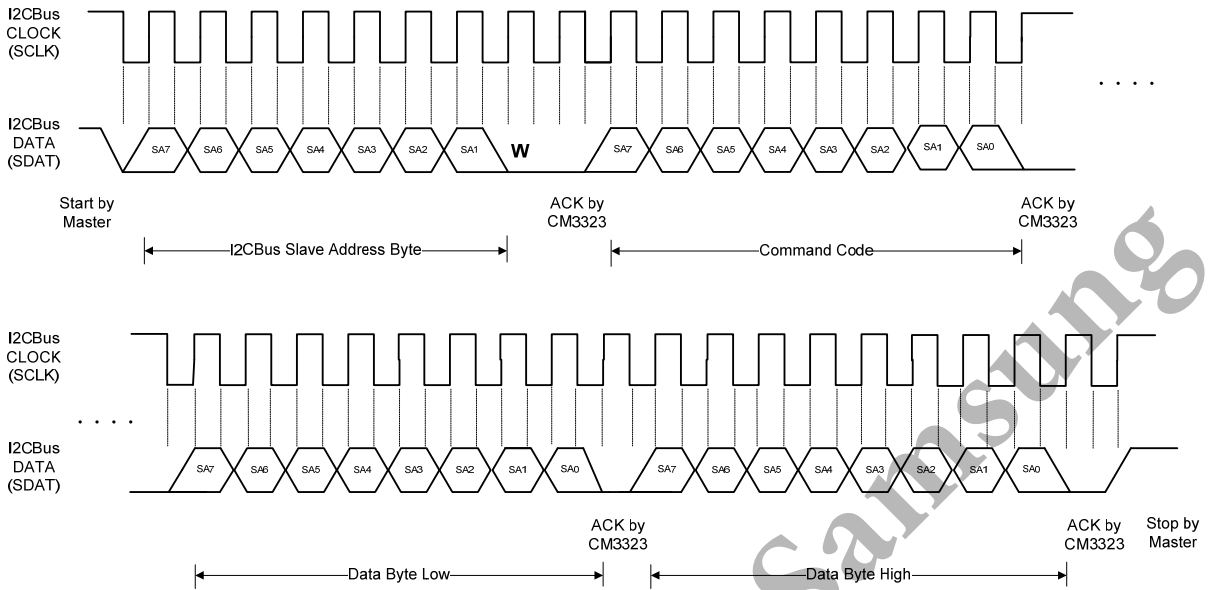 I2CBus
CLOCK
(SCLK)
. . . .
I2CBus
DATA
(SDAT)
SA7 SA6 SA5 SA4 SA3 SA2 SA1 W SA7 SA6 SA5 SA4 SA3 SA2 SA1 SA0
Start by
Master
ACK by
CM3323
ACK by
CM3323
I2CBus Slave Address Byte
Command Code
I2CBus
CLOCK
(SCLK)
. . . .
I2CBus
DATA
(SDAT)
SA7 SA6 SA5 SA4 SA3 SA2 SA1 SA0 SA7 SA6 SA5 SA4 SA3 SA2 SA1 SA0
ACK by
CM3323
ACK by
CM3323
Stop by
Master
Data Byte Low
Data Byte High
Samsung